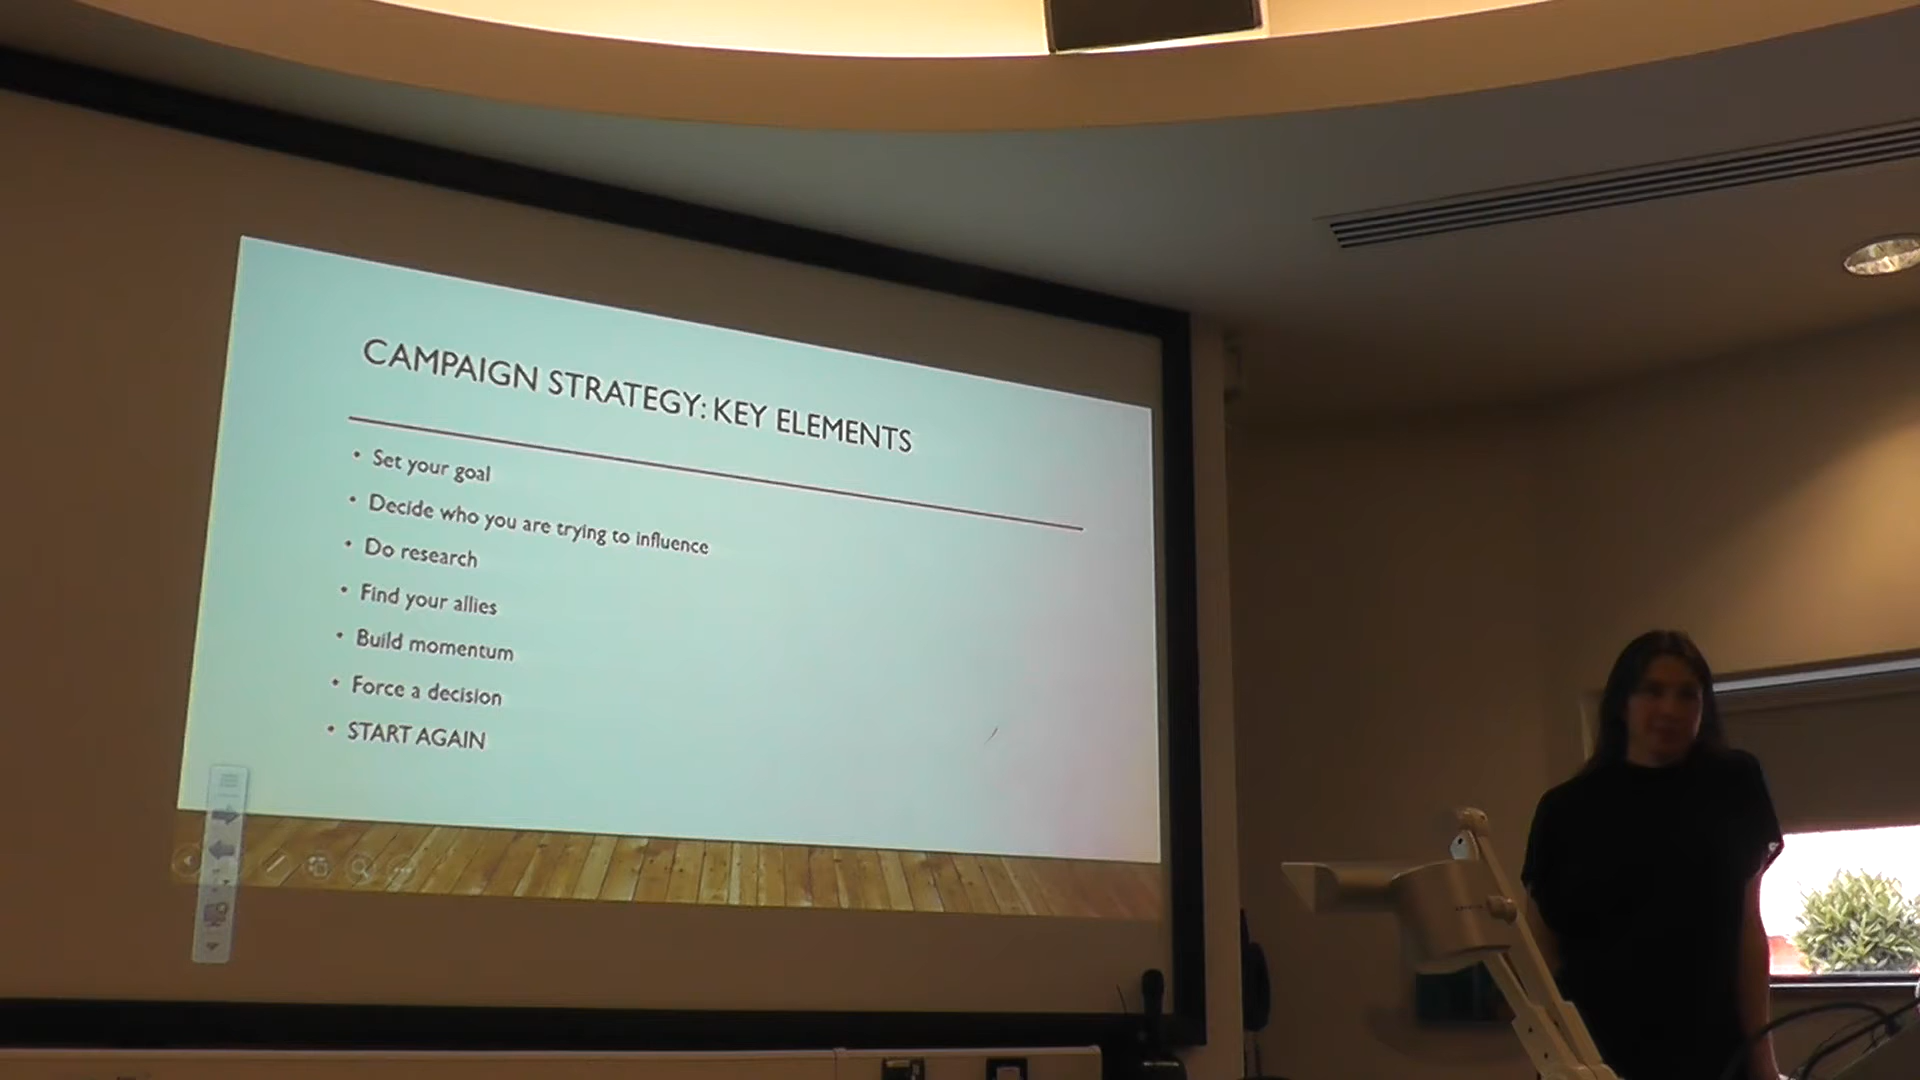 CAMPAIGN STRATEGY: KEY ELEMENTS
• Set your goal
• Decide who you are trying to influence
• Do research
• Find your allies
• Build momentum
• Force a decision
• START AGAIN